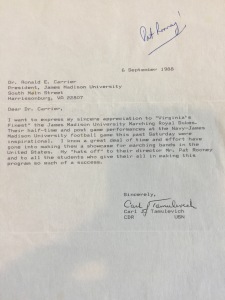 Pat Rooney
6 September 1988
Dr. Ronald E. Carrier
President, James Madison University
South Main Street
Harrisonburg, VA 22807
Dear Dr. Carrier,
I want to express my sincere appreciation to "Virginia's
Finest" the James Madison University Marching Royal Dukes.
Their half-time and post game performances at the Navy-James
Madison University football game this past Saturday were
inspirational. I know a great deal of time and effort have
gone into making them a showcase for marching bands in the
United States. My "hats off" to their director Mr. Pat Rooney
and to all the students who give their all in making this
program so each of a success.
Sincerely,
Carl Tamulevich
Carl J Tamulevich
CDR USN